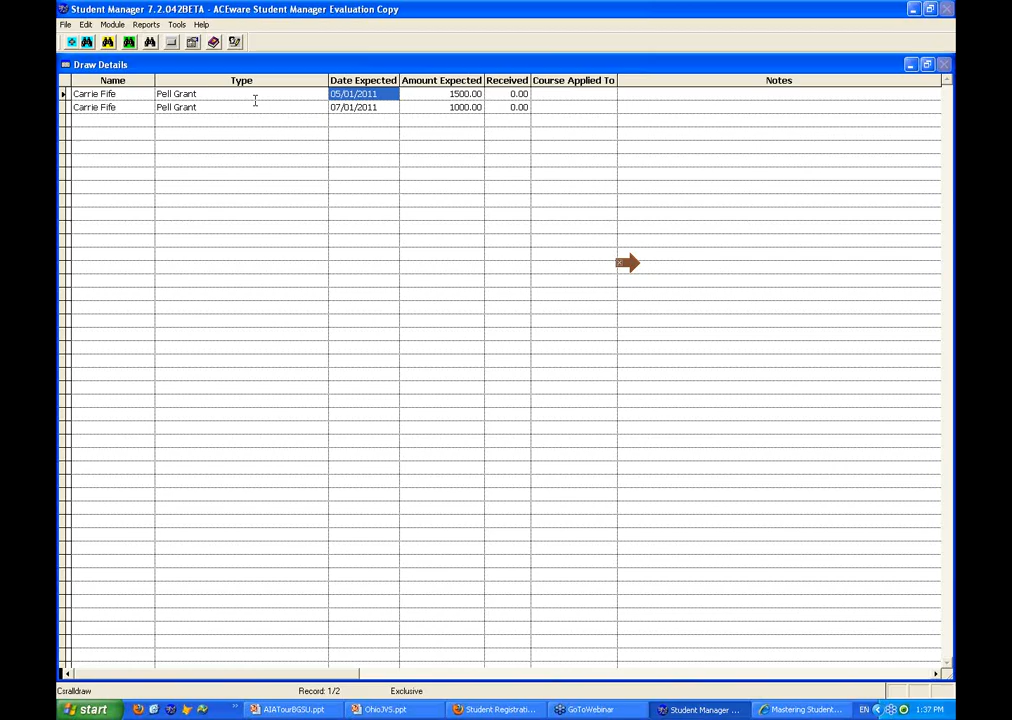 Student Manager 7.2.042BETA - ACEware Student Manager Evaluation Copy
File Edit Module Reports Tools Help
Draw Details
Name Type Date Expected Amount Expected Received Course Applied To Notes
Carrie Fife Pell Grant 05/01/2011 1500.00 0.00
Carrie Fife Pell Grant 07/01/2011 1000.00 0.00
Csralldraw Record: 1/2 Exclusive
start AIATourBGSU.ppt OhioJVS.ppt Student Registrati... GoToWebinar Student Manager ... Mastering Student... EN 1:37 PM